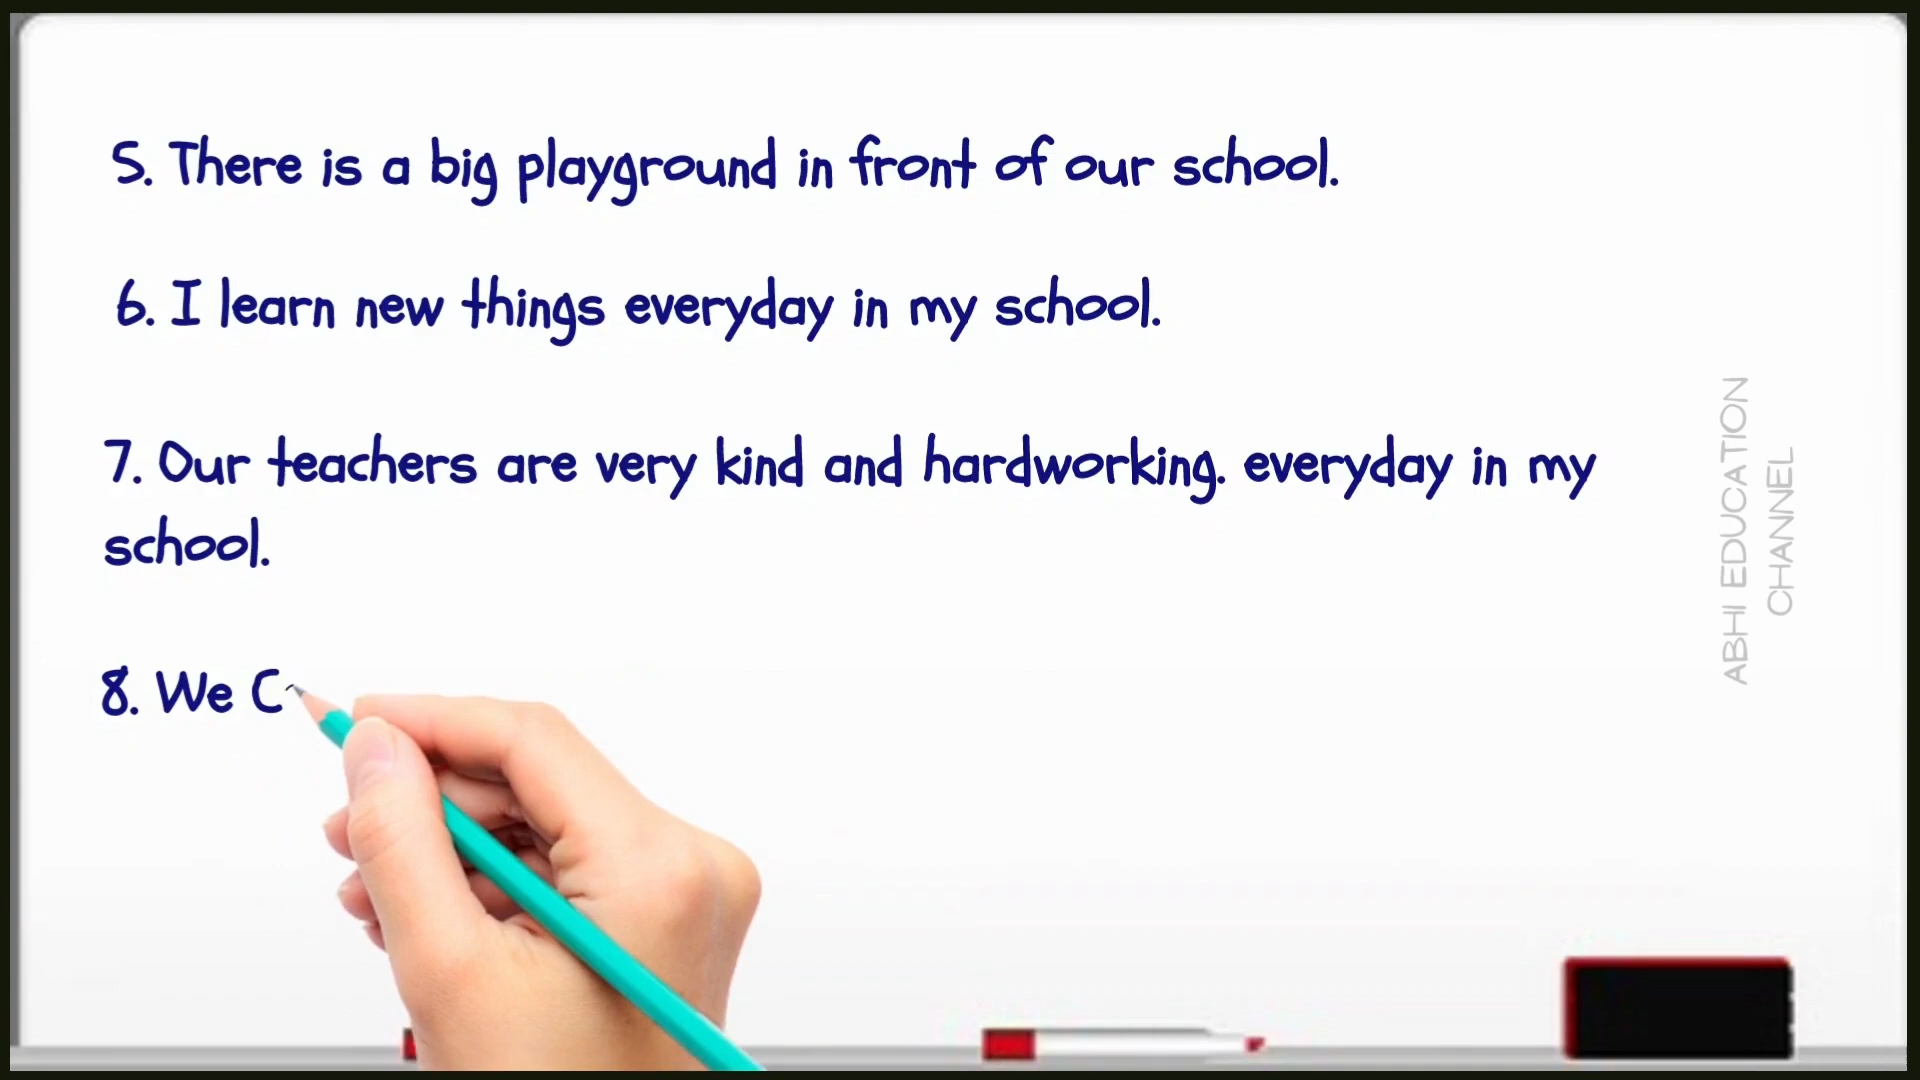 5. There is a big playground in front of our school.
6. I learn new things everyday in my school.
7. Our teachers are very kind and hardworking. everyday in my
school.
8. We C
ABHI EDUCATION
CHANNEL